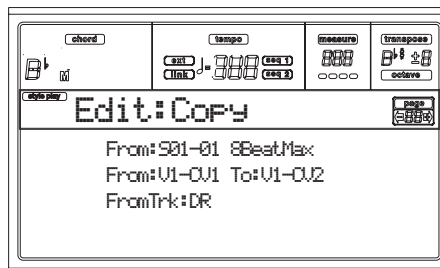 chord
tempo
measure
transpose
B♭ M
ext
link
♩=
seq 1
seq 2
octave
style play
Edit:Copy
page
From:S01-01 8BeatMax
From:V1-CV1 To:V1-CV2
FromTrk:DR